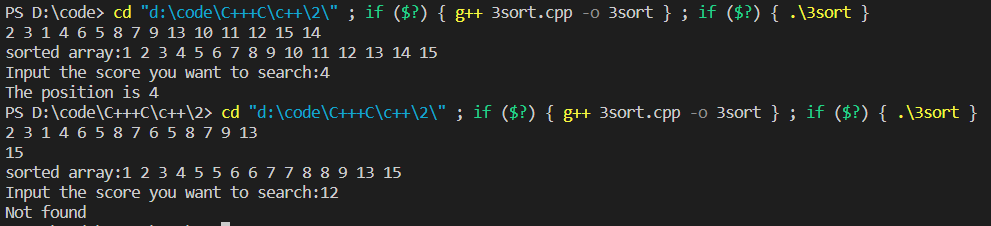 PS D:\code> cd "d:\code\C+++C\c++\2\" ; if ($?) { g++ 3sort.cpp -o 3sort } ; if ($?) { .\3sort }
2 3 1 4 6 5 8 7 9 13 10 11 12 15 14
sorted array:1 2 3 4 5 6 7 8 9 10 11 12 13 14 15
Input the score you want to search:4
The position is 4
PS D:\code\C+++C\c++\2> cd "d:\code\C+++C\c++\2\" ; if ($?) { g++ 3sort.cpp -o 3sort } ; if ($?) { .\3sort }
2 3 1 4 6 5 8 7 6 5 8 7 9 13
15
sorted array:1 2 3 4 5 5 6 6 7 7 8 8 9 13 15
Input the score you want to search:12
Not found